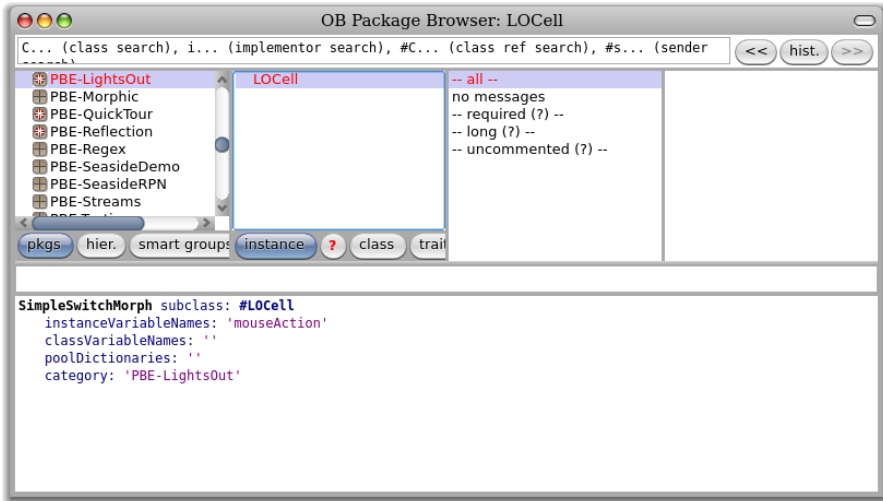 OB Package Browser: LOCell
C... (class search), i... (implementor search), #C... (class ref search), #s... (sender
search)
<< hist. >>
PBE-LightsOut
PBE-Morphic
PBE-QuickTour
PBE-Reflection
PBE-Regex
PBE-SeasideDemo
PBE-SeasideRPN
PBE-Streams
LOCell
-- all --
no messages
-- required (?) --
-- long (?) --
-- uncommented (?) --
pkgs hier. smart groups instance ? class trai
SimpleSwitchMorph subclass: #LOCell
instanceVariableNames: 'mouseAction'
classVariableNames: ''
poolDictionaries: ''
category: 'PBE-LightsOut'